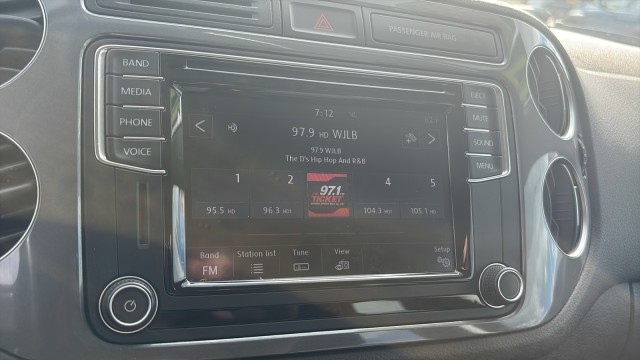 PASSENGER AIR BAG
BAND
MEDIA
PHONE
VOICE
EJECT
MUTE
SOUND
MENU
7:12
97.9 HD WJLB
97.9 WJLB
The D's Hip Hop And R&B
1 2 4 5
97.1
TICKET
95.5 HD 96.3 HD1 104.3 HD 105.1 HD
Band Station list Tune View Setup
FM